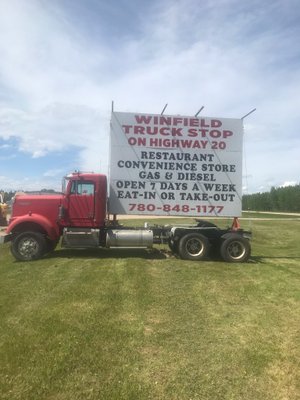 WINFIELD
TRUCK STOP
ON HIGHWAY 20
RESTAURANT
CONVENIENCE STORE
GAS & DIESEL
OPEN 7 DAYS A WEEK
EAT-IN OR TAKE-OUT
780-848-1177